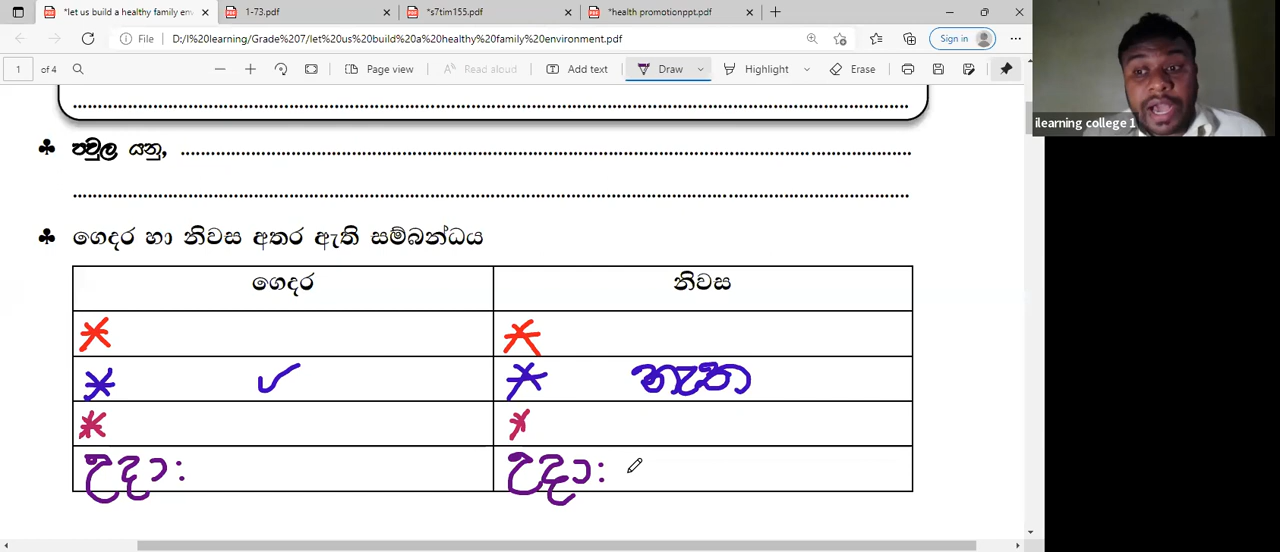 *let us build a healthy family en
1-73.pdf
*s7tim155.pdf
*health promotionppt.pdf
File D:/I%20learning/Grade%207/let%20us%20build%20a%20healthy%20family%20environment.pdf
Sign in
1 of 4
Page view
Read aloud
Add text
Draw
Highlight
Erase
ilearning college 1
පවුල යනු,
ගෙදර හා නිවස අතර ඇති සම්බන්ධය
ගෙදර නිවස
නැත
උදා: උදා: